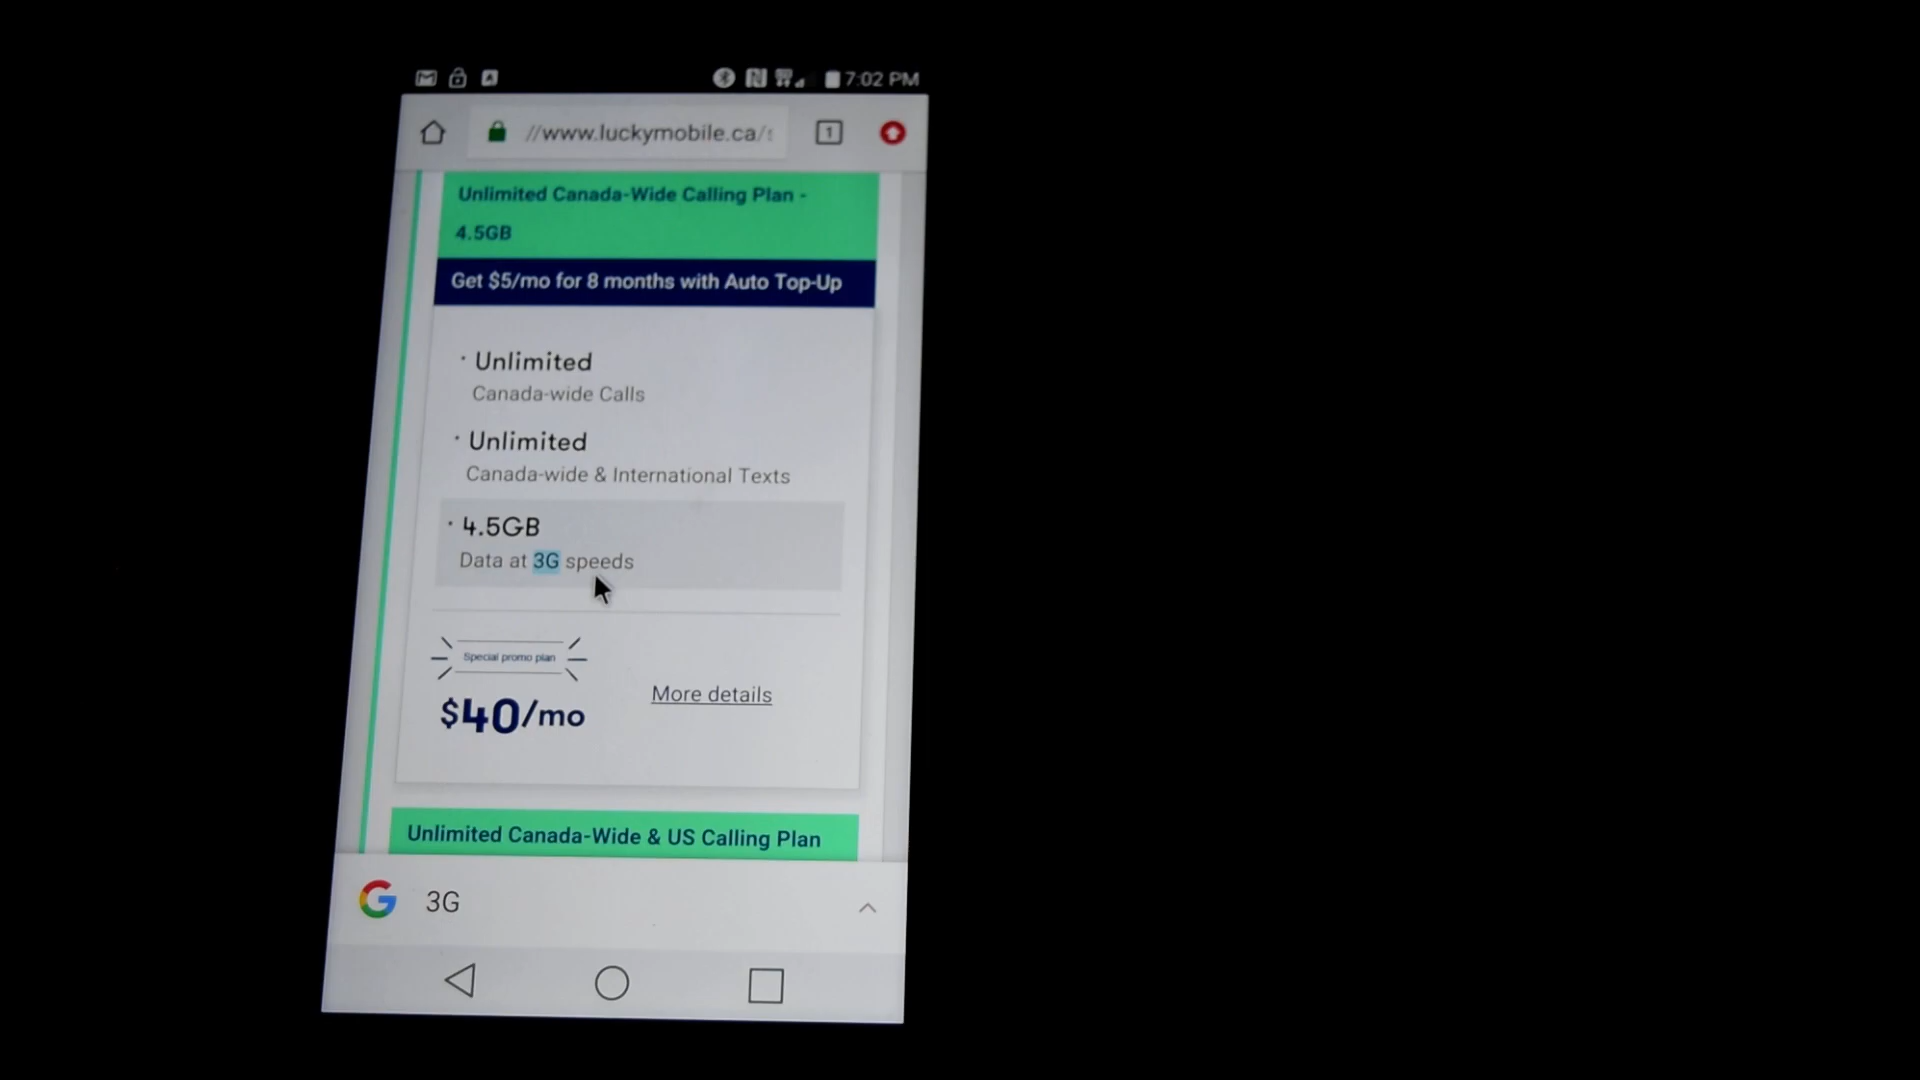 7:02 PM
//www.luckymobile.ca/s
1
Unlimited Canada-Wide Calling Plan -
4.5GB
Get $5/mo for 8 months with Auto Top-Up
· Unlimited
Canada-wide Calls
· Unlimited
Canada-wide & International Texts
· 4.5GB
Data at 3G speeds
Special promo plan
$40/mo
More details
Unlimited Canada-Wide & US Calling Plan
3G